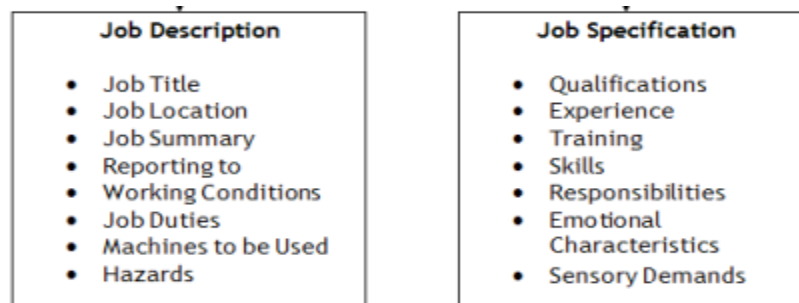 Job Description
• Job Title
• Job Location
• Job Summary
• Reporting to
• Working Conditions
• Job Duties
• Machines to be Used
• Hazards
Job Specification
• Qualifications
• Experience
• Training
• Skills
• Responsibilities
• Emotional
Characteristics
• Sensory Demands